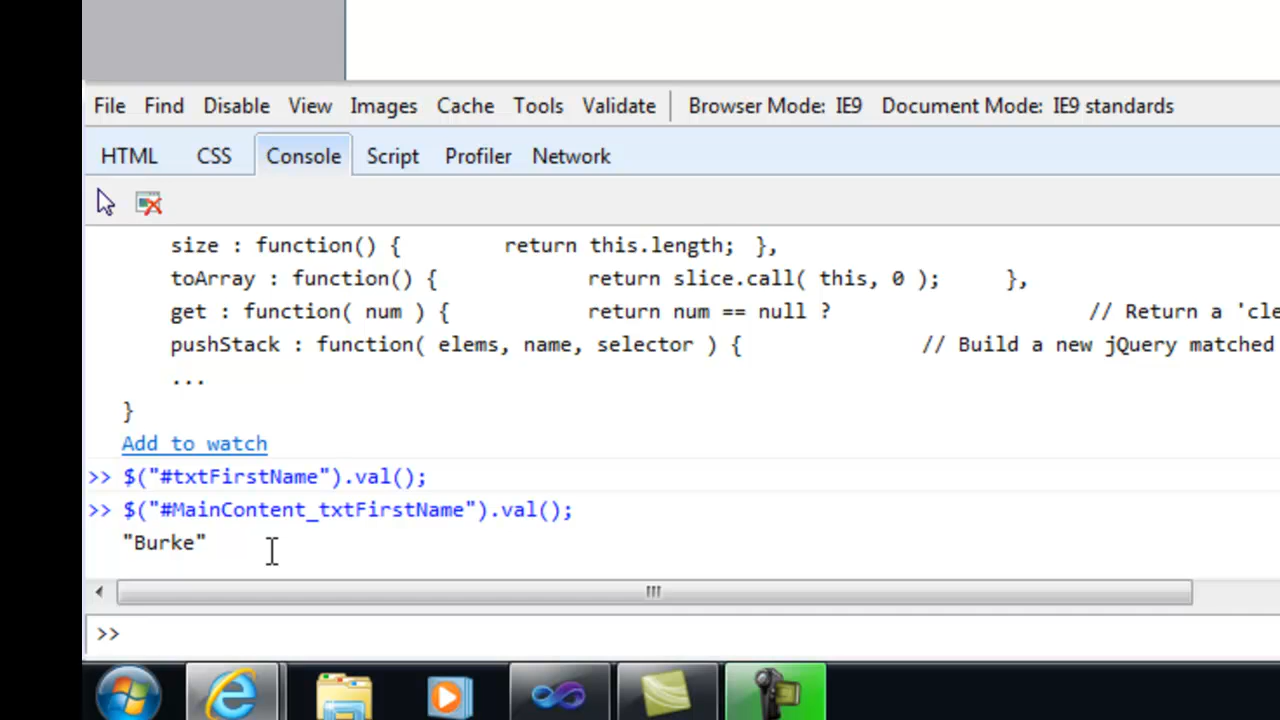 File Find Disable View Images Cache Tools Validate Browser Mode: IE9 Document Mode: IE9 standards
HTML CSS Console Script Profiler Network
size : function() { return this.length; },
toArray : function() { return slice.call( this, 0 ); },
get : function( num ) { return num == null ? // Return a 'cle
pushStack : function( elems, name, selector ) { // Build a new jQuery matched
...
}
Add to watch
>> $("#txtFirstName").val();
>> $("#MainContent_txtFirstName").val();
"Burke"
>>